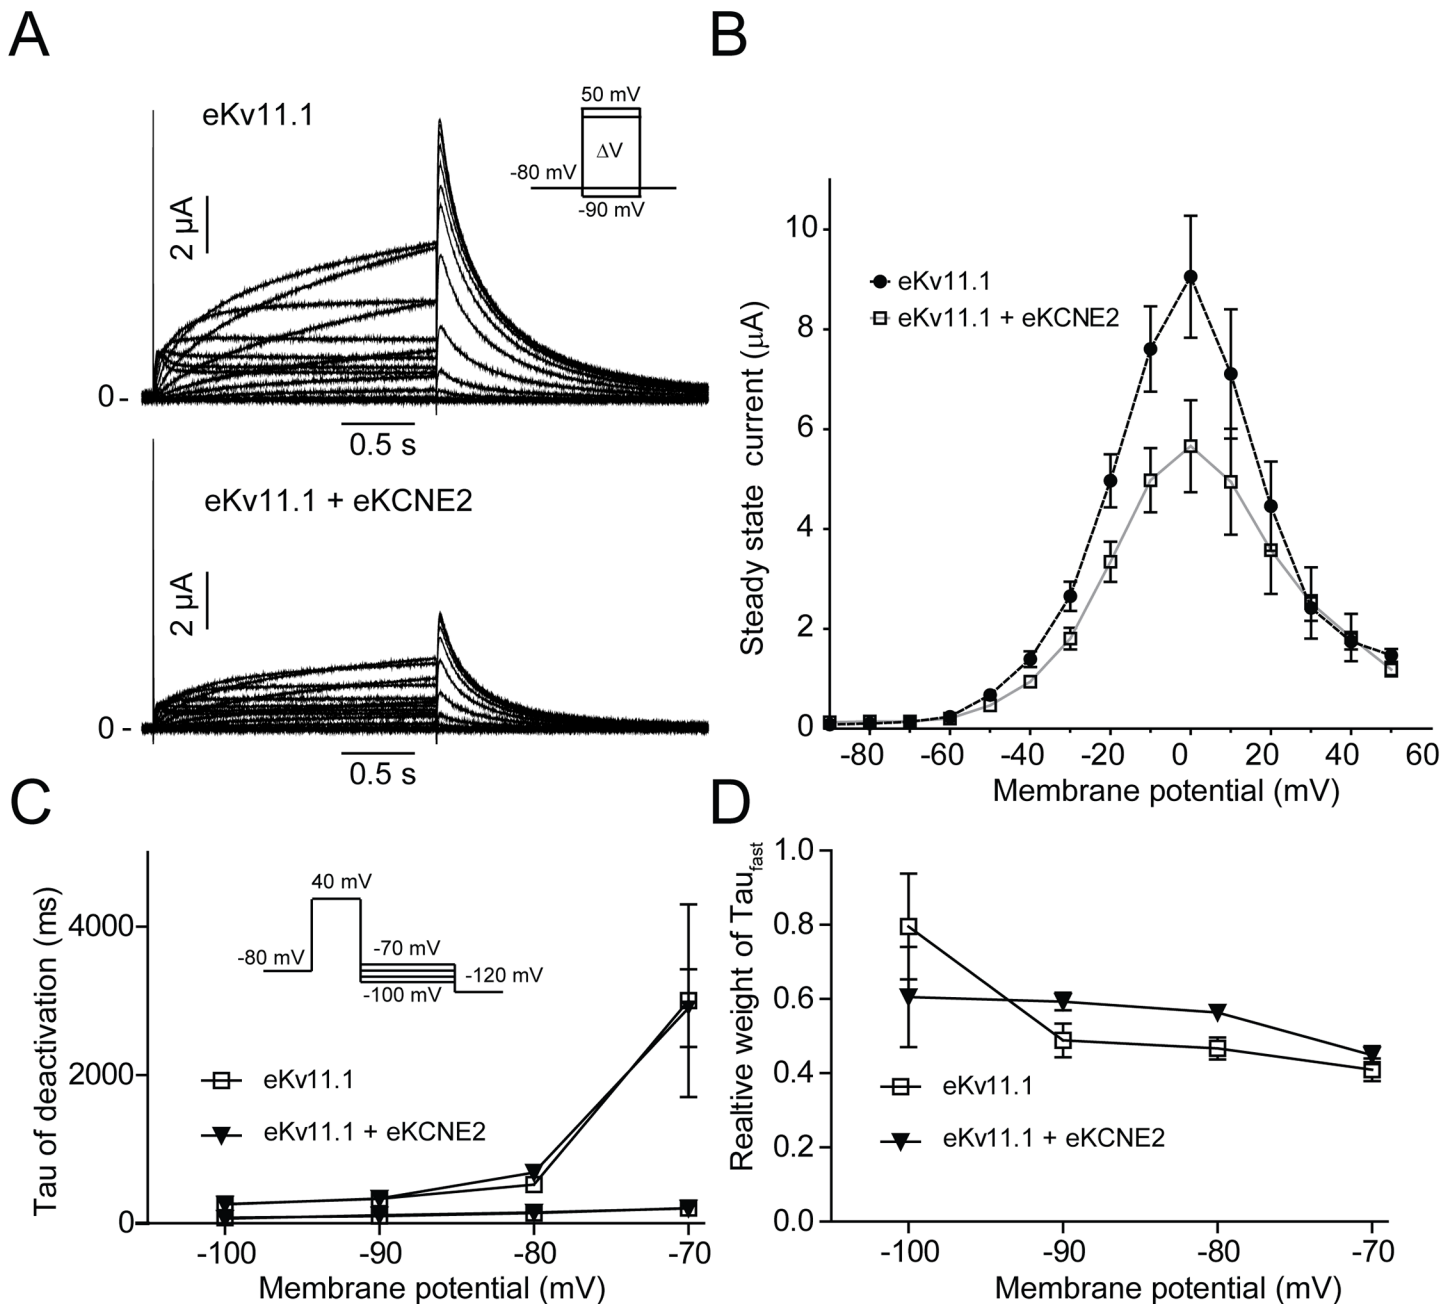 A
eKv11.1
2 µA
50 mV
ΔV
-80 mV
-90 mV
0
0.5 s
eKv11.1 + eKCNE2
2 µA
0
0.5 s
B
Steady state current (µA)
10
8
6
4
2
0
eKv11.1
eKv11.1 + eKCNE2
-80 -60 -40 -20 0 20 40 60
Membrane potential (mV)
C
Tau of deactivation (ms)
4000
2000
0
40 mV
-80 mV
-70 mV
-100 mV
-120 mV
eKv11.1
eKv11.1 + eKCNE2
-100 -90 -80 -70
Membrane potential (mV)
D
Realtive weight of Taufast
1.0
0.8
0.6
0.4
0.2
0.0
eKv11.1
eKv11.1 + eKCNE2
-100 -90 -80 -70
Membrane potential (mV)